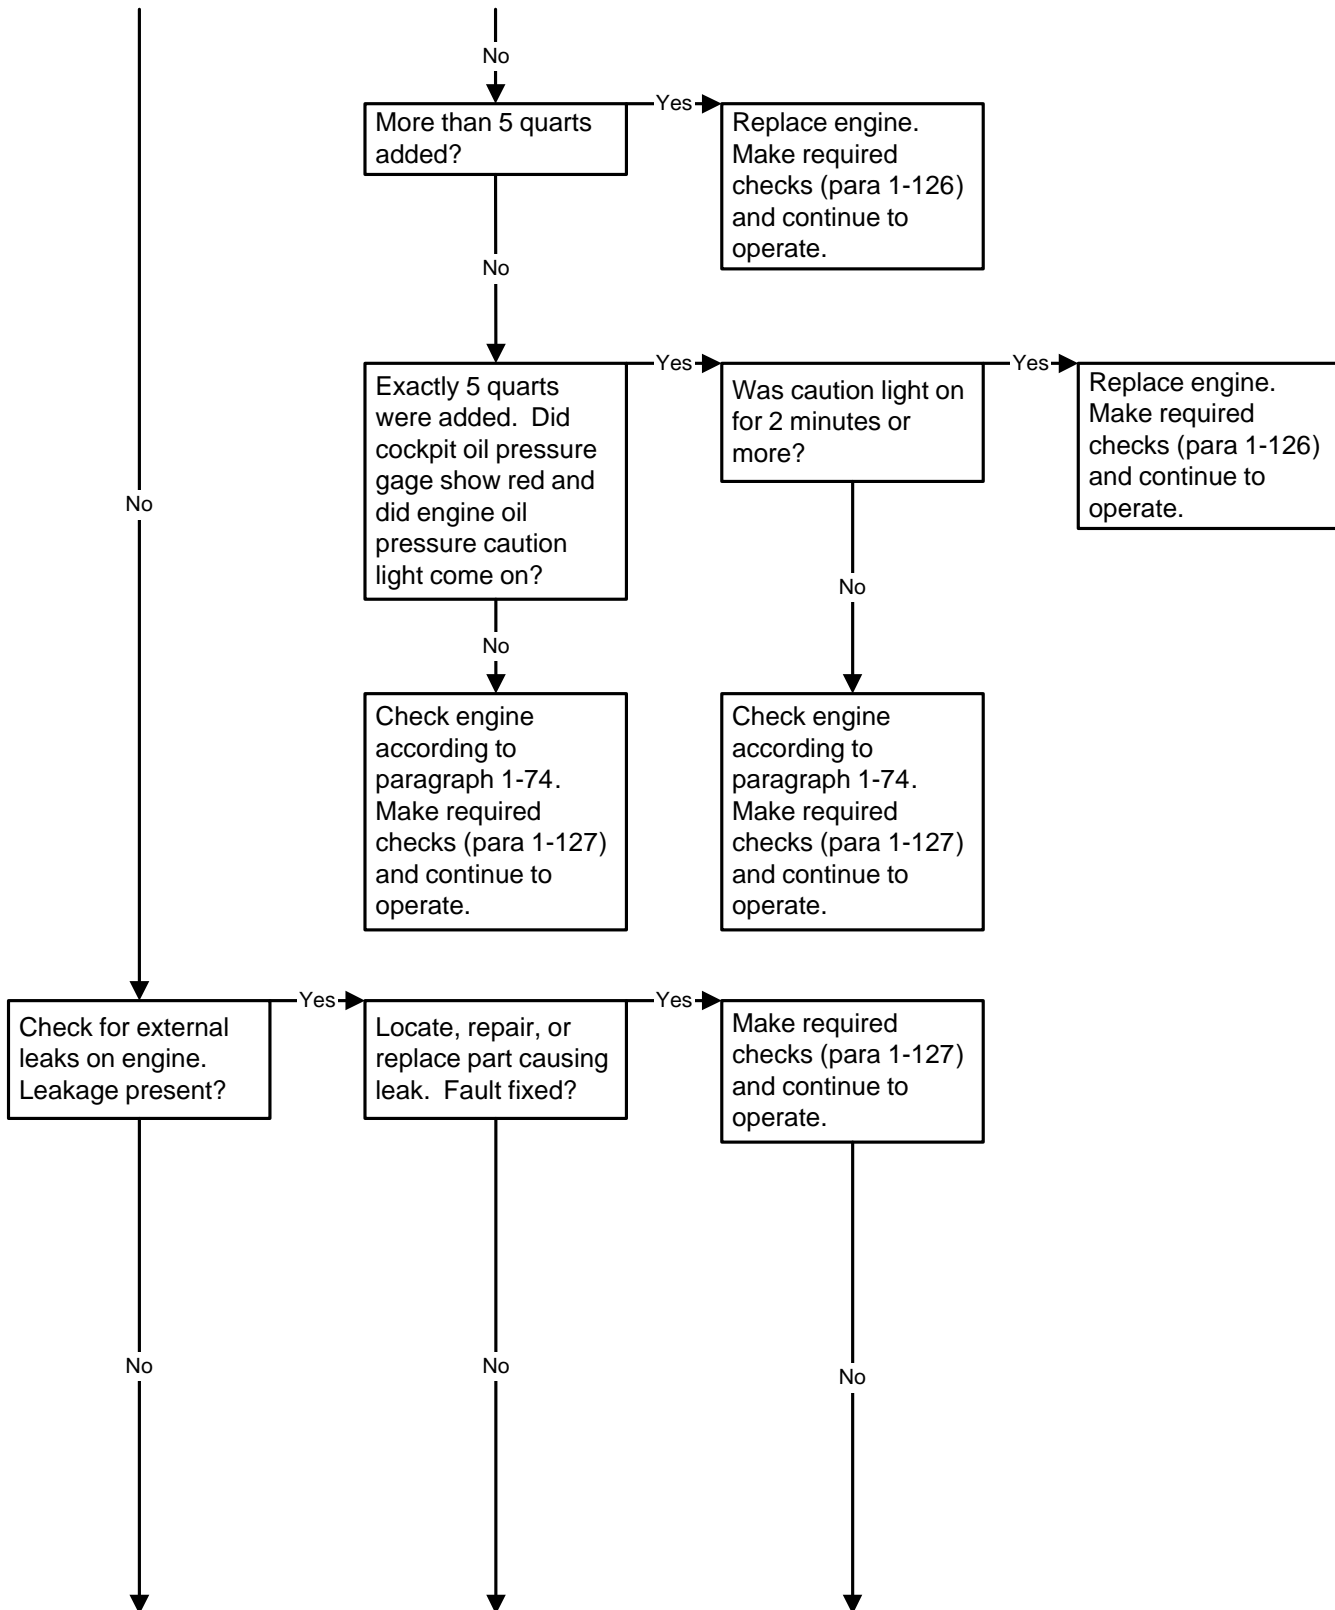 No
More than 5 quarts
added?
Yes
Replace engine.
Make required
checks (para 1-126)
and continue to
operate.
No
Exactly 5 quarts
were added.  Did
cockpit oil pressure
gage show red and
did engine oil
pressure caution
light come on?
Yes
Was caution light on
for 2 minutes or
more?
Yes
Replace engine.
Make required
checks (para 1-126)
and continue to
operate.
No
No
No
Check engine
according to
paragraph 1-74.
Make required
checks (para 1-127)
and continue to
operate.
Check engine
according to
paragraph 1-74.
Make required
checks (para 1-127)
and continue to
operate.
Check for external
leaks on engine.
Leakage present?
Yes
Locate, repair, or
replace part causing
leak.  Fault fixed?
Yes
Make required
checks (para 1-127)
and continue to
operate.
No
No
No